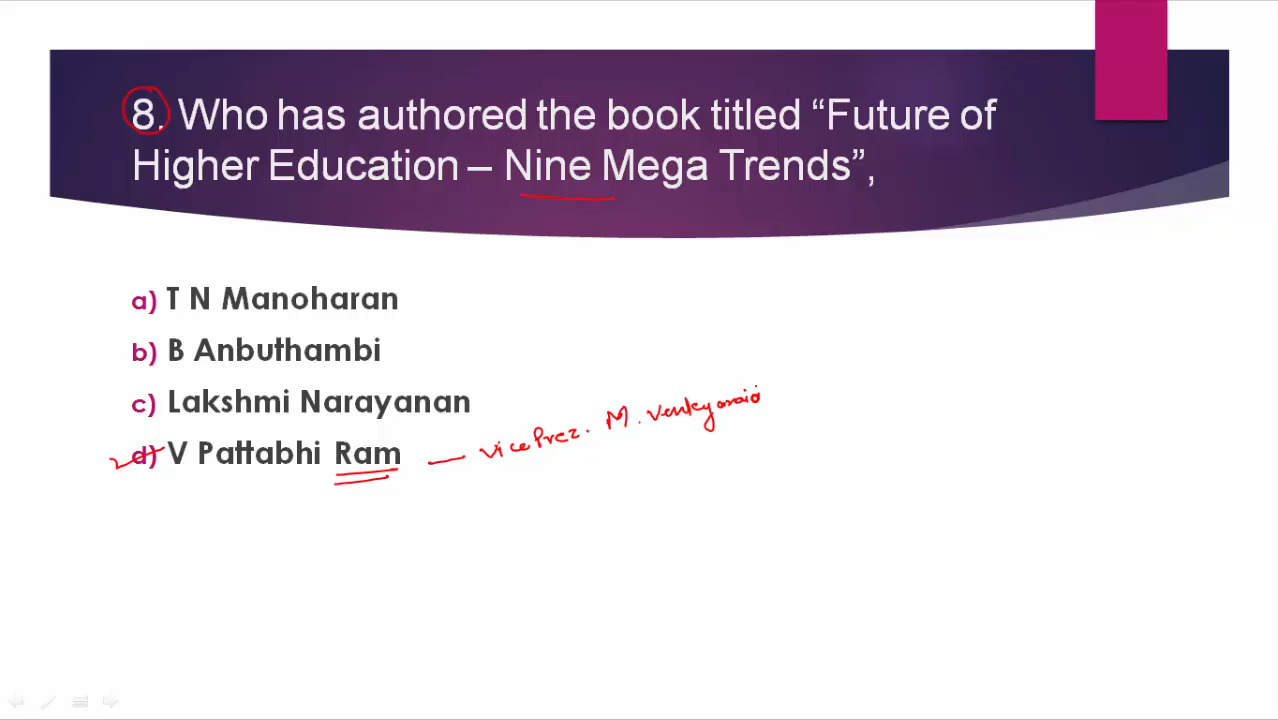 8. Who has authored the book titled “Future of
Higher Education – Nine Mega Trends”,
a) T N Manoharan
b) B Anbuthambi
c) Lakshmi Narayanan
d) V Pattabhi Ram — Vice Prez. M. Venkyanaid